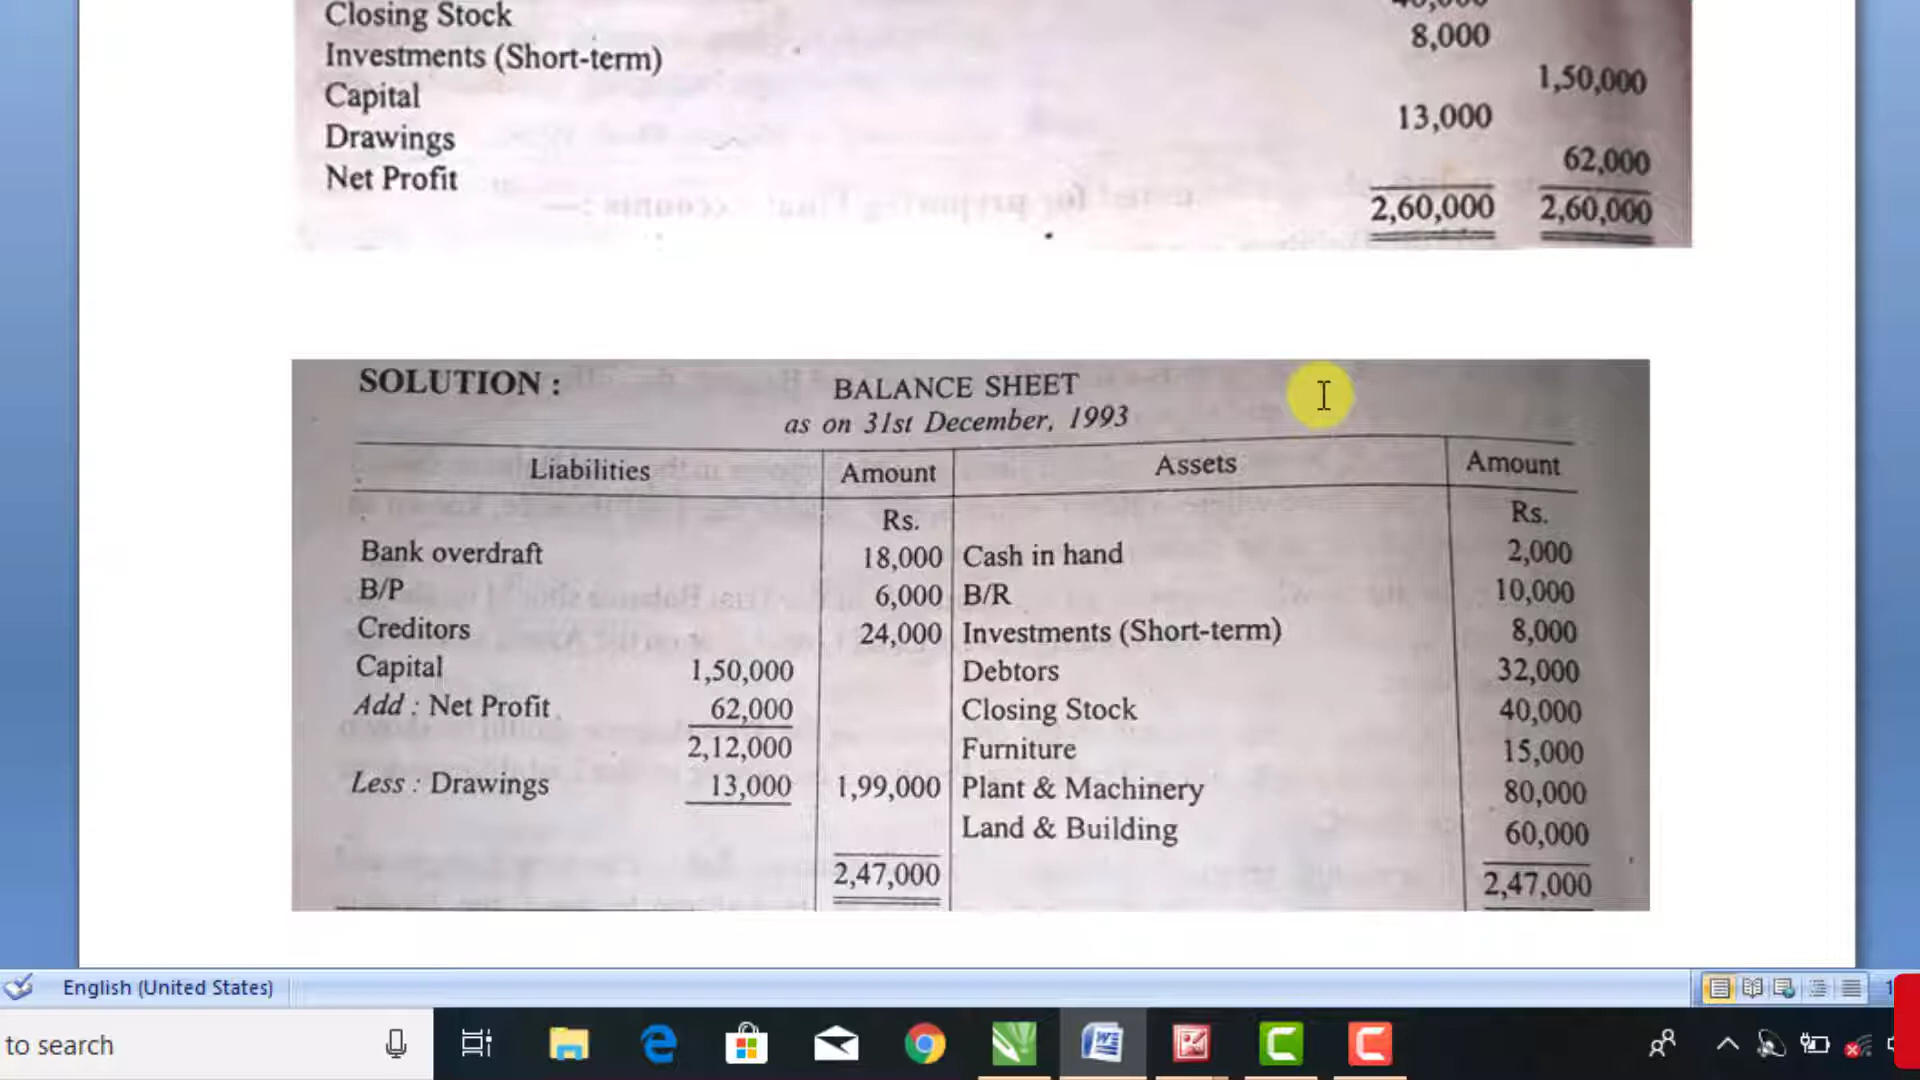 Closing Stock
8,000
Investments (Short-term)
1,50,000
Capital
13,000
Drawings
62,000
Net Profit
2,60,000 2,60,000
SOLUTION :
BALANCE SHEET
as on 31st December, 1993
Liabilities Amount Assets Amount
Rs. Rs.
Bank overdraft 18,000 Cash in hand 2,000
B/P 6,000 B/R 10,000
Creditors 24,000 Investments (Short-term) 8,000
Capital 1,50,000 Debtors 32,000
Add : Net Profit 62,000 Closing Stock 40,000
2,12,000 Furniture 15,000
Less : Drawings 13,000 1,99,000 Plant & Machinery 80,000
Land & Building 60,000
2,47,000 2,47,000
English (United States)
to search